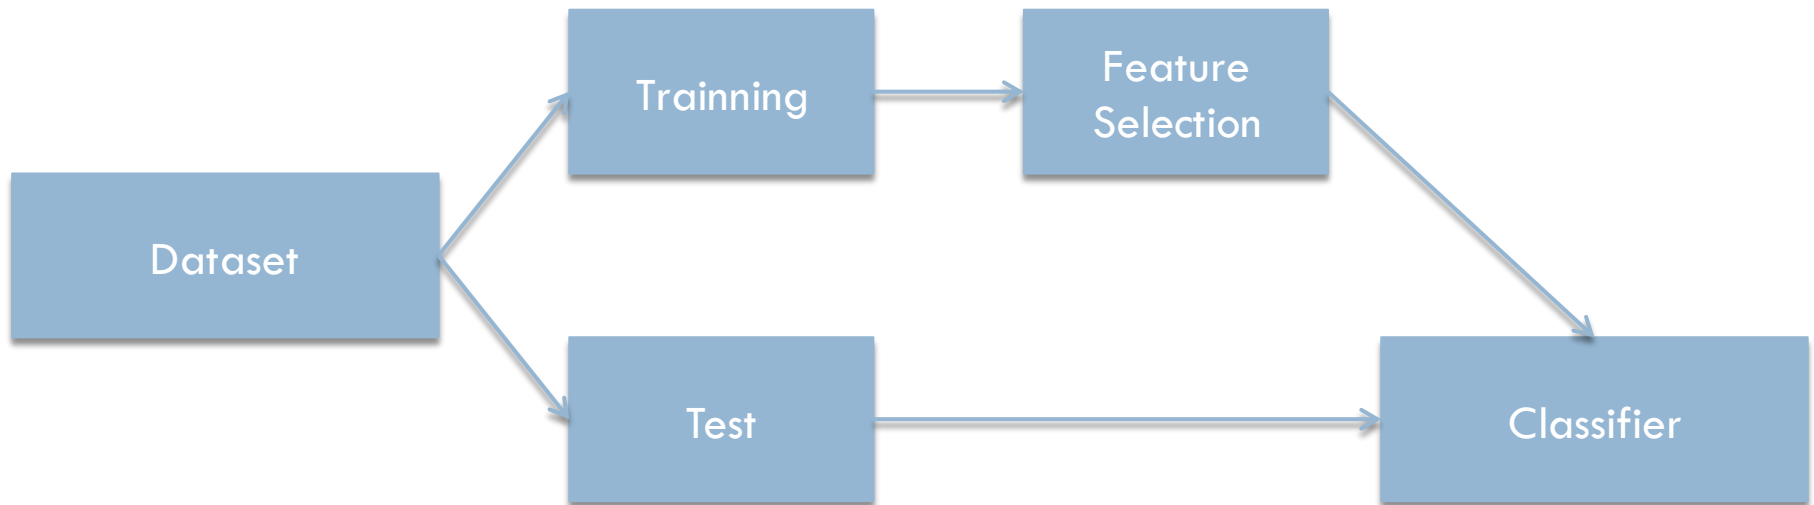 Dataset
Trainning
Feature
Selection
Test
Classifier